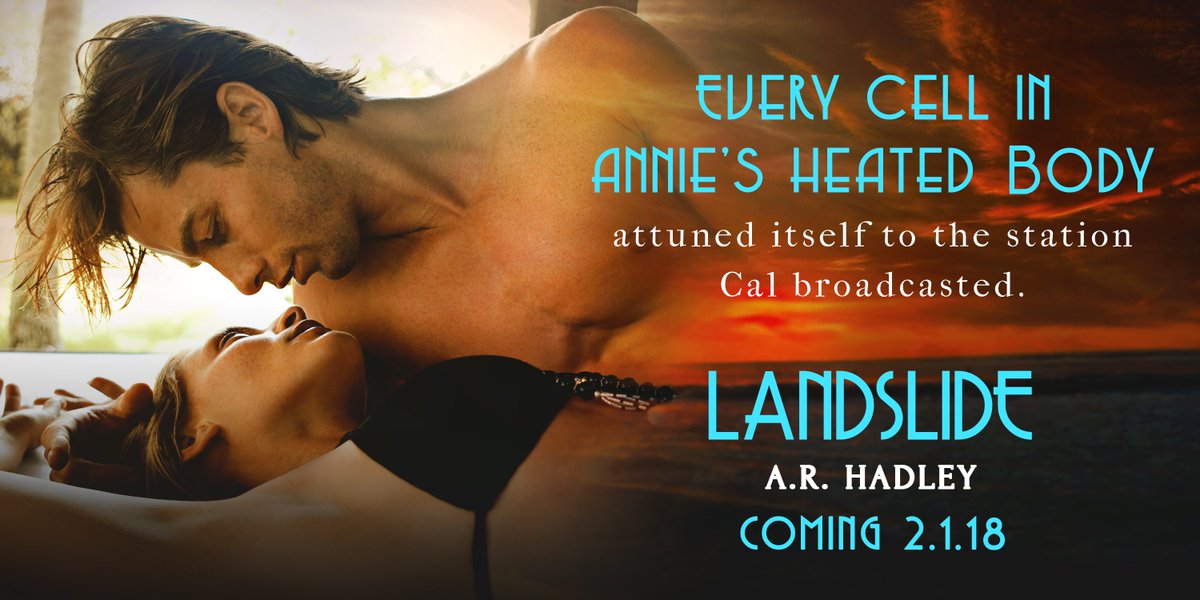 EVERY CELL IN
ANNIE'S HEATED BODY
attuned itself to the station
Cal broadcasted.
LANDSLIDE
A.R. HADLEY
COMING 2.1.18